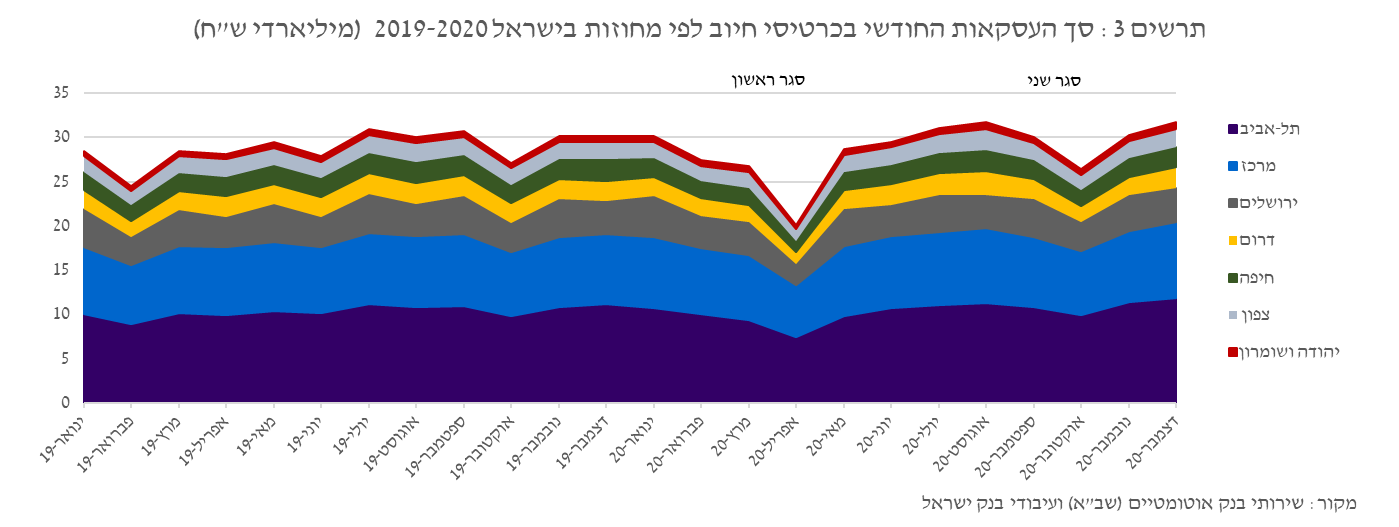 תרשים 3 : סך העסקאות החודשי בכרטיסי חיוב לפי מחוזות בישראל 2019-2020 (מיליארדי ש"ח)
סגר ראשון
סגר שני
35
30
25
20
15
10
5
0
תל-אביב
מרכז
ירושלים
דרום
חיפה
צפון
יהודה ושומרון
ינואר-19
פברואר-19
מרץ-19
אפריל-19
מאי-19
יוני-19
יולי-19
אוגוסט-19
ספטמבר-19
אוקטובר-19
נובמבר-19
דצמבר-19
ינואר-20
פברואר-20
מרץ-20
אפריל-20
מאי-20
יוני-20
יולי-20
אוגוסט-20
ספטמבר-20
אוקטובר-20
נובמבר-20
דצמבר-20
מקור : שירותי בנק אוטומטיים (שב"א) ועיבודי בנק ישראל